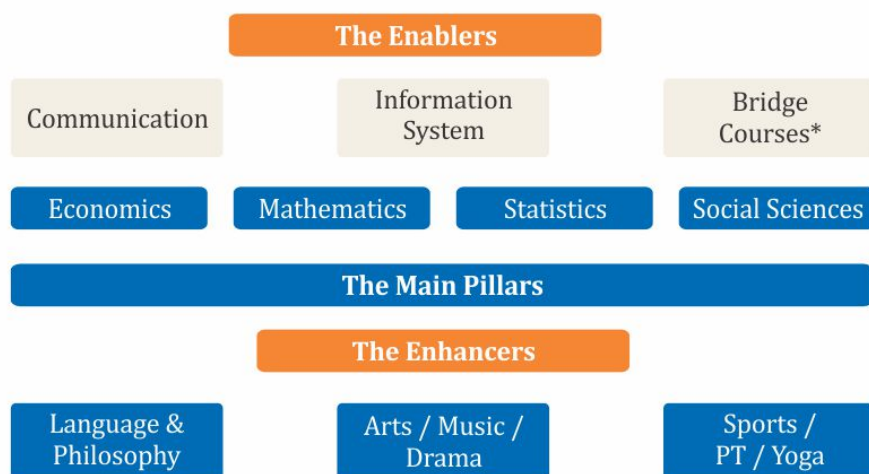 The Enablers
Communication
Information
System
Bridge
Courses*
Economics
Mathematics
Statistics
Social Sciences
The Main Pillars
The Enhancers
Language &
Philosophy
Arts / Music /
Drama
Sports /
PT / Yoga